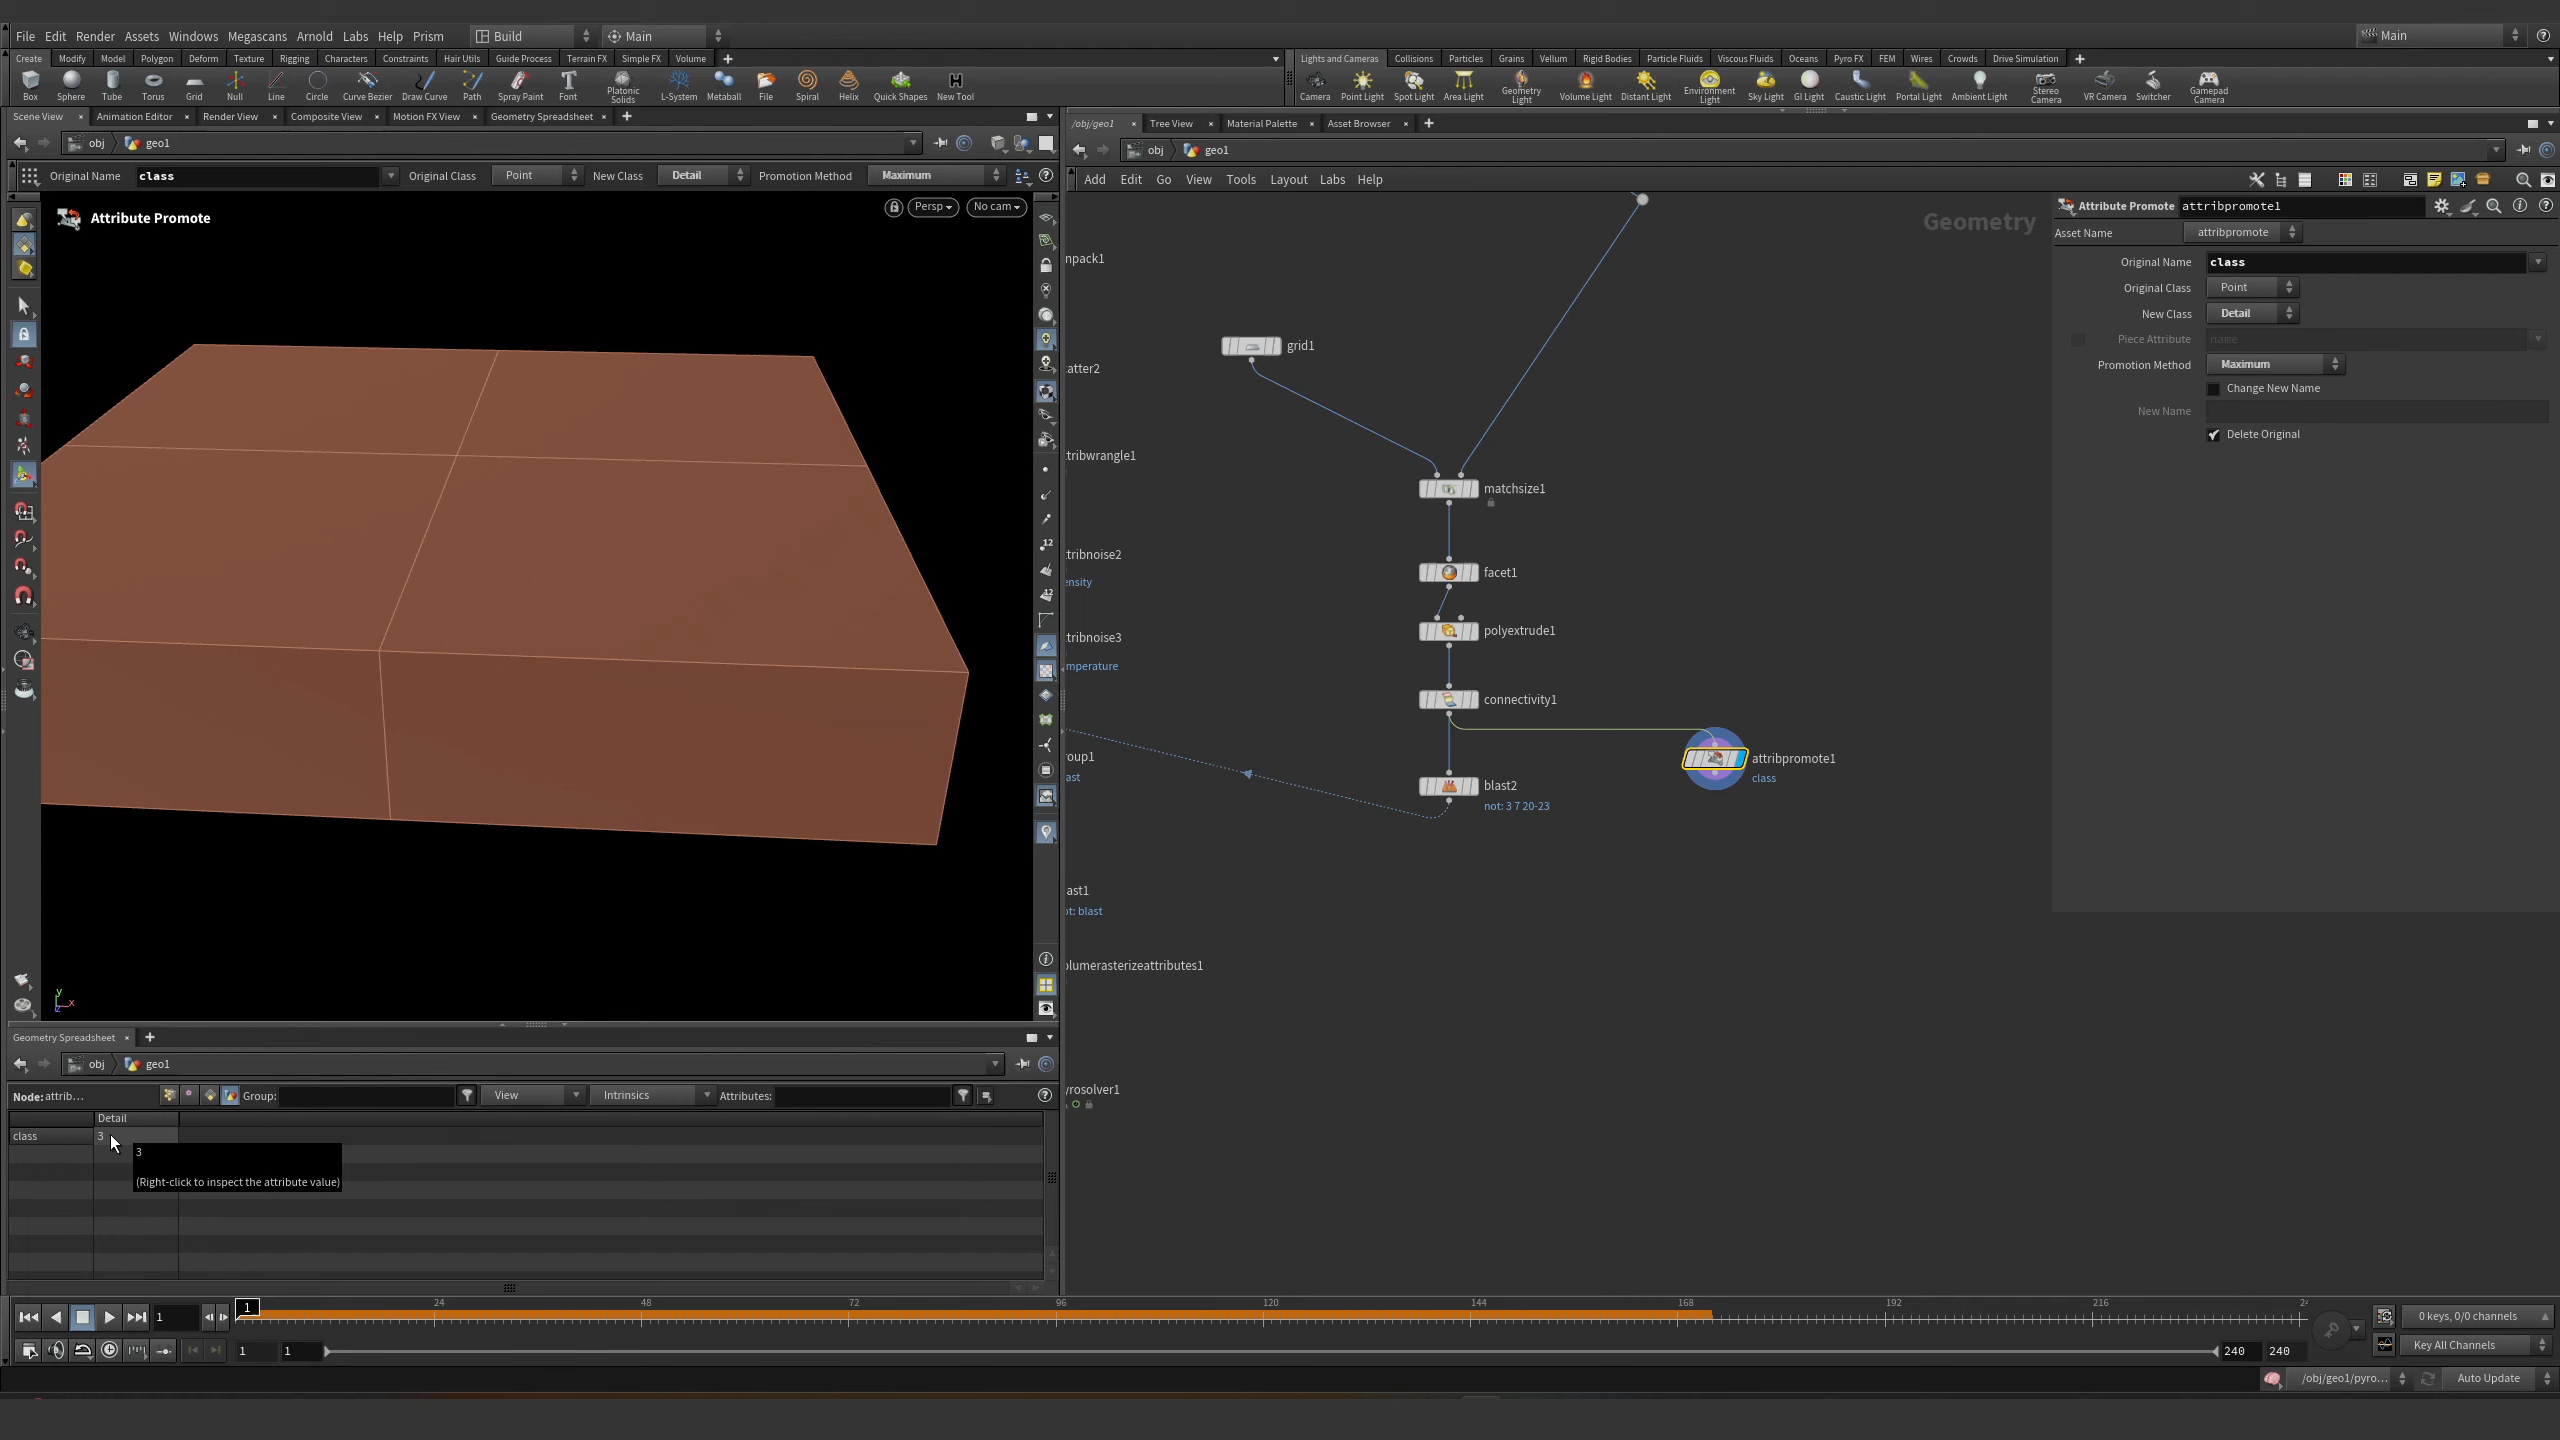 File Edit Render Assets Windows Megascans Arnold Labs Help Prism Build Main Main
Create Modify Model Polygon Deform Texture Rigging Characters Constraints Hair Utils Guide Process Terrain FX Simple FX Volume
Lights and Cameras Collisions Particles Grains Vellum Rigid Bodies Particle Fluids Viscous Fluids Oceans Pyro FX FEM Wires Crowds Drive Simulation
Box Sphere Tube Torus Grid Null Line Circle Curve Bezier Draw Curve Path Spray Paint Font Platonic Solids L-System Metaball File Spiral Helix Quick Shapes New Tool
Camera Point Light Spot Light Area Light Geometry Light Volume Light Distant Light Environment Light Sky Light GI Light Caustic Light Portal Light Ambient Light Stereo Camera VR Camera Switcher Gamepad Camera
Scene View Animation Editor Render View Composite View Motion FX View Geometry Spreadsheet
obj geo1
Original Name class Original Class Point New Class Detail Promotion Method Maximum
Attribute Promote
Persp No cam
12
12
y
x
z
/obj/geo1 Tree View Material Palette Asset Browser
obj geo1
Add Edit Go View Tools Layout Labs Help
Geometry
npack1
grid1
catter2
ttribwrangle1
matchsize1
ttribnoise2
ensity
facet1
polyextrude1
ttribnoise3
mperature
connectivity1
roup1
ast
attribpromote1
class
blast2
not: 3 7 20-23
ast1
ot: blast
olumerasterizeattributes1
yrosolver1
Attribute Promote attribpromote1
Asset Name attribpromote
Original Name class
Original Class Point
New Class Detail
Piece Attribute name
Promotion Method Maximum
Change New Name
New Name
Delete Original
Geometry Spreadsheet
obj geo1
Node: attrib... Group: View Intrinsics Attributes:
Detail
class 3
3
(Right-click to inspect the attribute value)
1 1 24 48 72 96 120 144 168 192 216 24
0 keys, 0/0 channels
1 1 240 240
Key All Channels
/obj/geo1/pyro... Auto Update